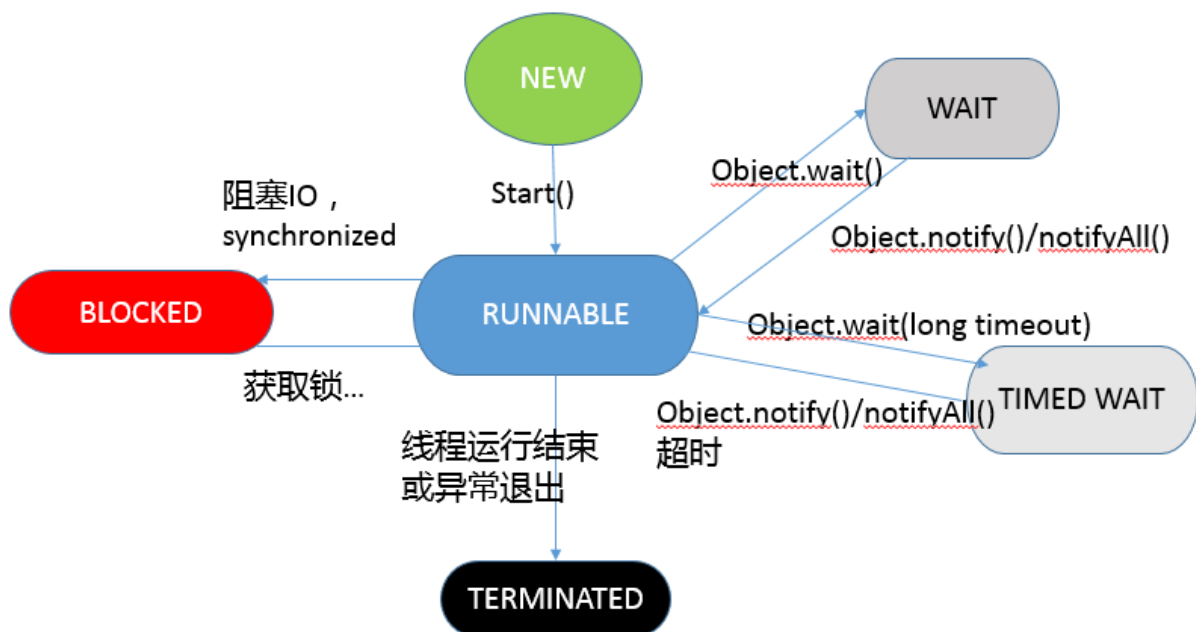 NEW
WAIT
Object.wait()
Start()
阻塞IO，
synchronized
Object.notify()/notifyAll()
BLOCKED
RUNNABLE
Object.wait(long timeout)
获取锁...
TIMED WAIT
Object.notify()/notifyAll()
超时
线程运行结束
或异常退出
TERMINATED